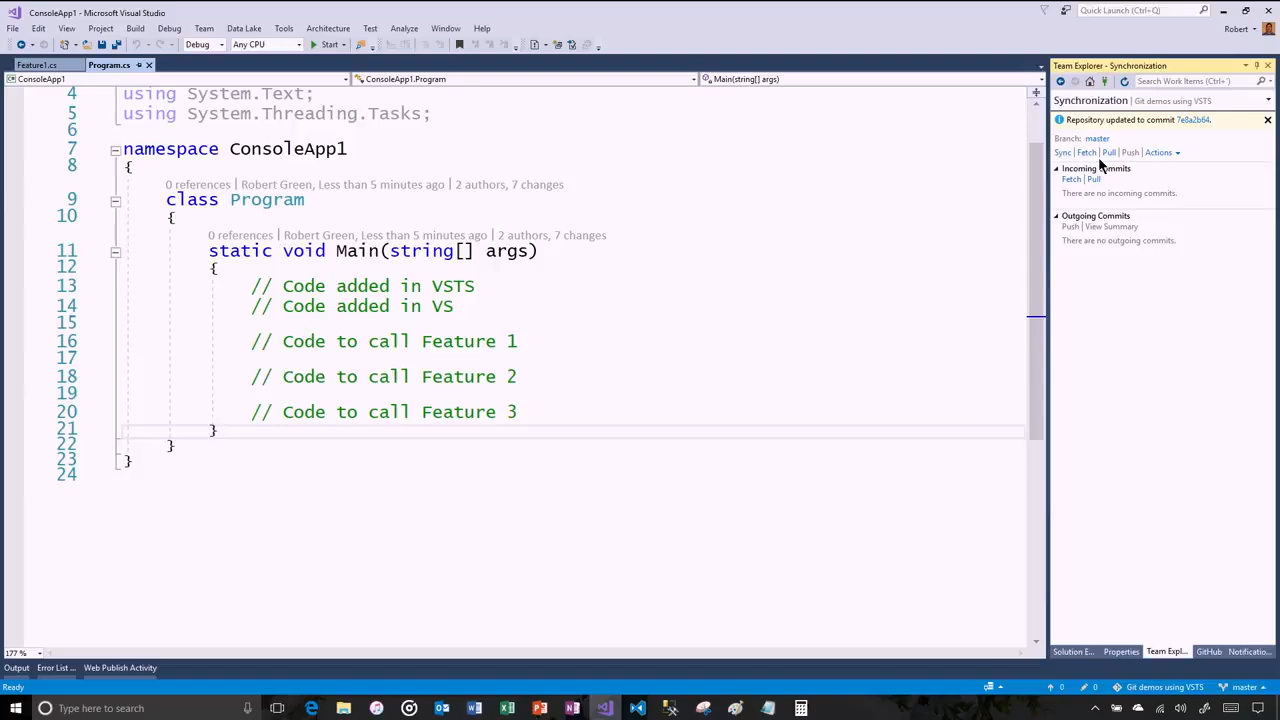 ConsoleApp1 - Microsoft Visual Studio
Quick Launch (Ctrl+Q)
File Edit View Project Build Debug Team Data Lake Tools Architecture Test Analyze Window Help
Robert
Debug Any CPU Start
Feature1.cs Program.cs
ConsoleApp1 ConsoleApp1.Program Main(string[] args)
4 using System.Text;
5 using System.Threading.Tasks;
6
7 namespace ConsoleApp1
8 {
0 references | Robert Green, Less than 5 minutes ago | 2 authors, 7 changes
9 class Program
10 {
0 references | Robert Green, Less than 5 minutes ago | 2 authors, 7 changes
11 static void Main(string[] args)
12 {
13 // Code added in VSTS
14 // Code added in VS
15
16 // Code to call Feature 1
17
18 // Code to call Feature 2
19
20 // Code to call Feature 3
21 }
22 }
23 }
24
177 %
Team Explorer - Synchronization
Search Work Items (Ctrl+')
Synchronization | Git demos using VSTS
Repository updated to commit 7e8a2b64.
Branch: master
Sync | Fetch | Pull | Push | Actions
Incoming Commits
Fetch | Pull
There are no incoming commits.
Outgoing Commits
Push | View Summary
There are no outgoing commits.
Solution E... Properties Team Expl... GitHub Notificatio...
Output Error List ... Web Publish Activity
Ready 0 0 Git demos using VSTS master
Type here to search